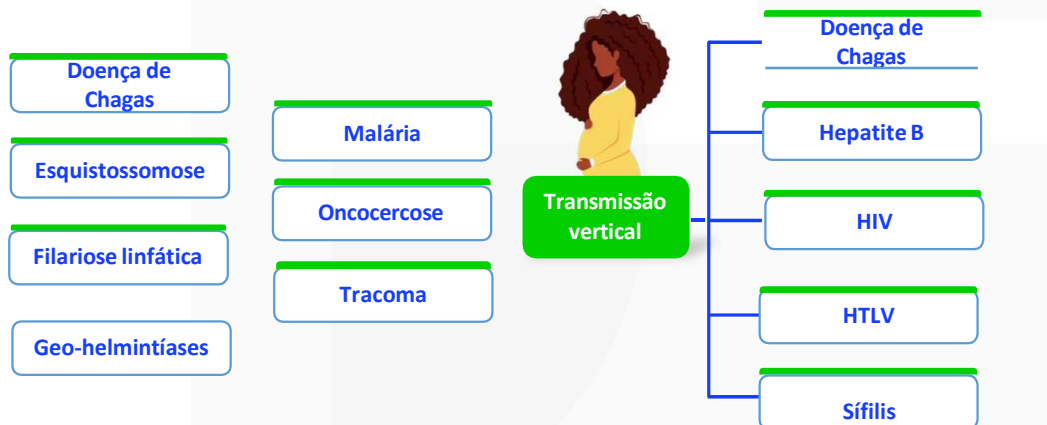 Doença de
Chagas
Esquistossomose
Filariose linfática
Geo-helmintíases
Malária
Oncocercose
Tracoma
Transmissão
vertical
Doença de
Chagas
Hepatite B
HIV
HTLV
Sífilis